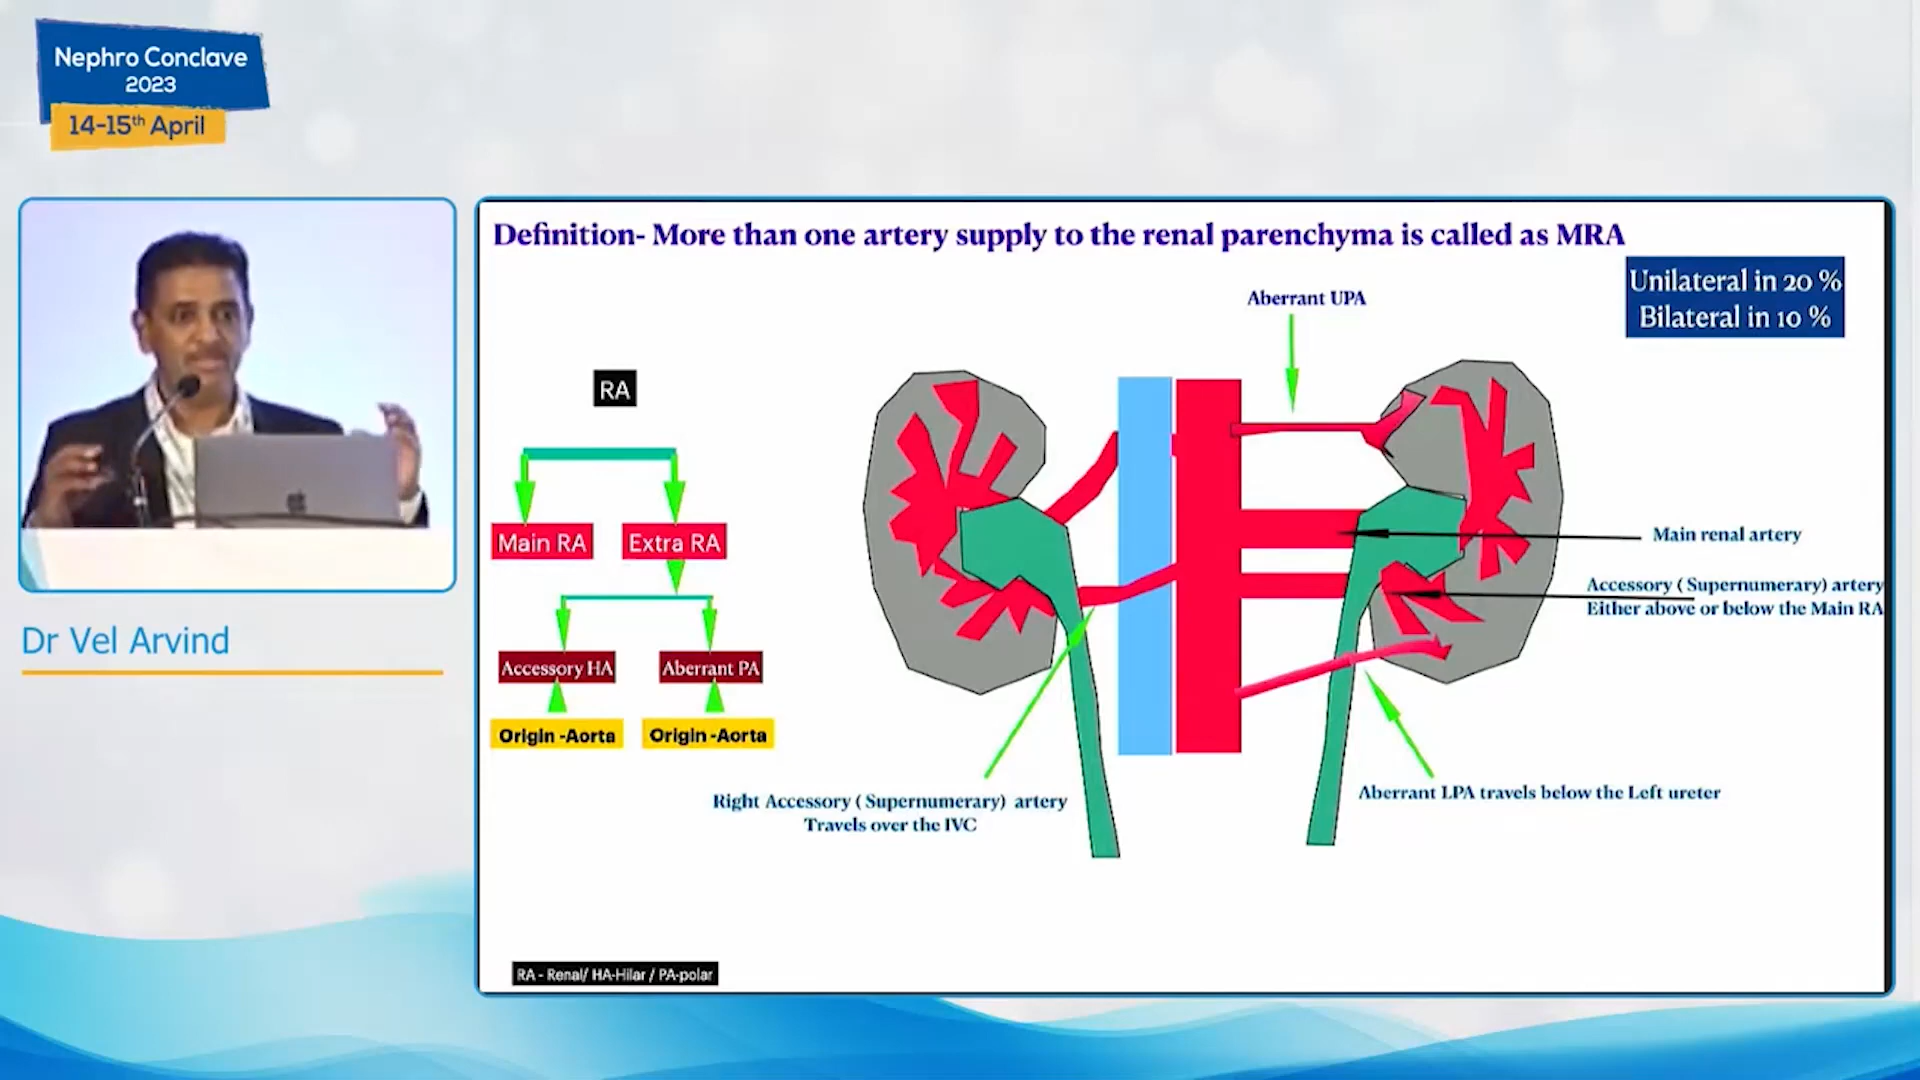 Nephro Conclave
2023
14-15th April
Dr Vel Arvind
Definition- More than one artery supply to the renal parenchyma is called as MRA
Unilateral in 20 %
Bilateral in 10 %
Aberrant UPA
RA
Main RA
Extra RA
Accessory HA
Aberrant PA
Origin -Aorta
Origin -Aorta
Main renal artery
Accessory ( Supernumerary) artery
Either above or below the Main RA
Right Accessory ( Supernumerary) artery
Travels over the IVC
Aberrant LPA travels below the Left ureter
RA - Renal/ HA-Hilar / PA-polar